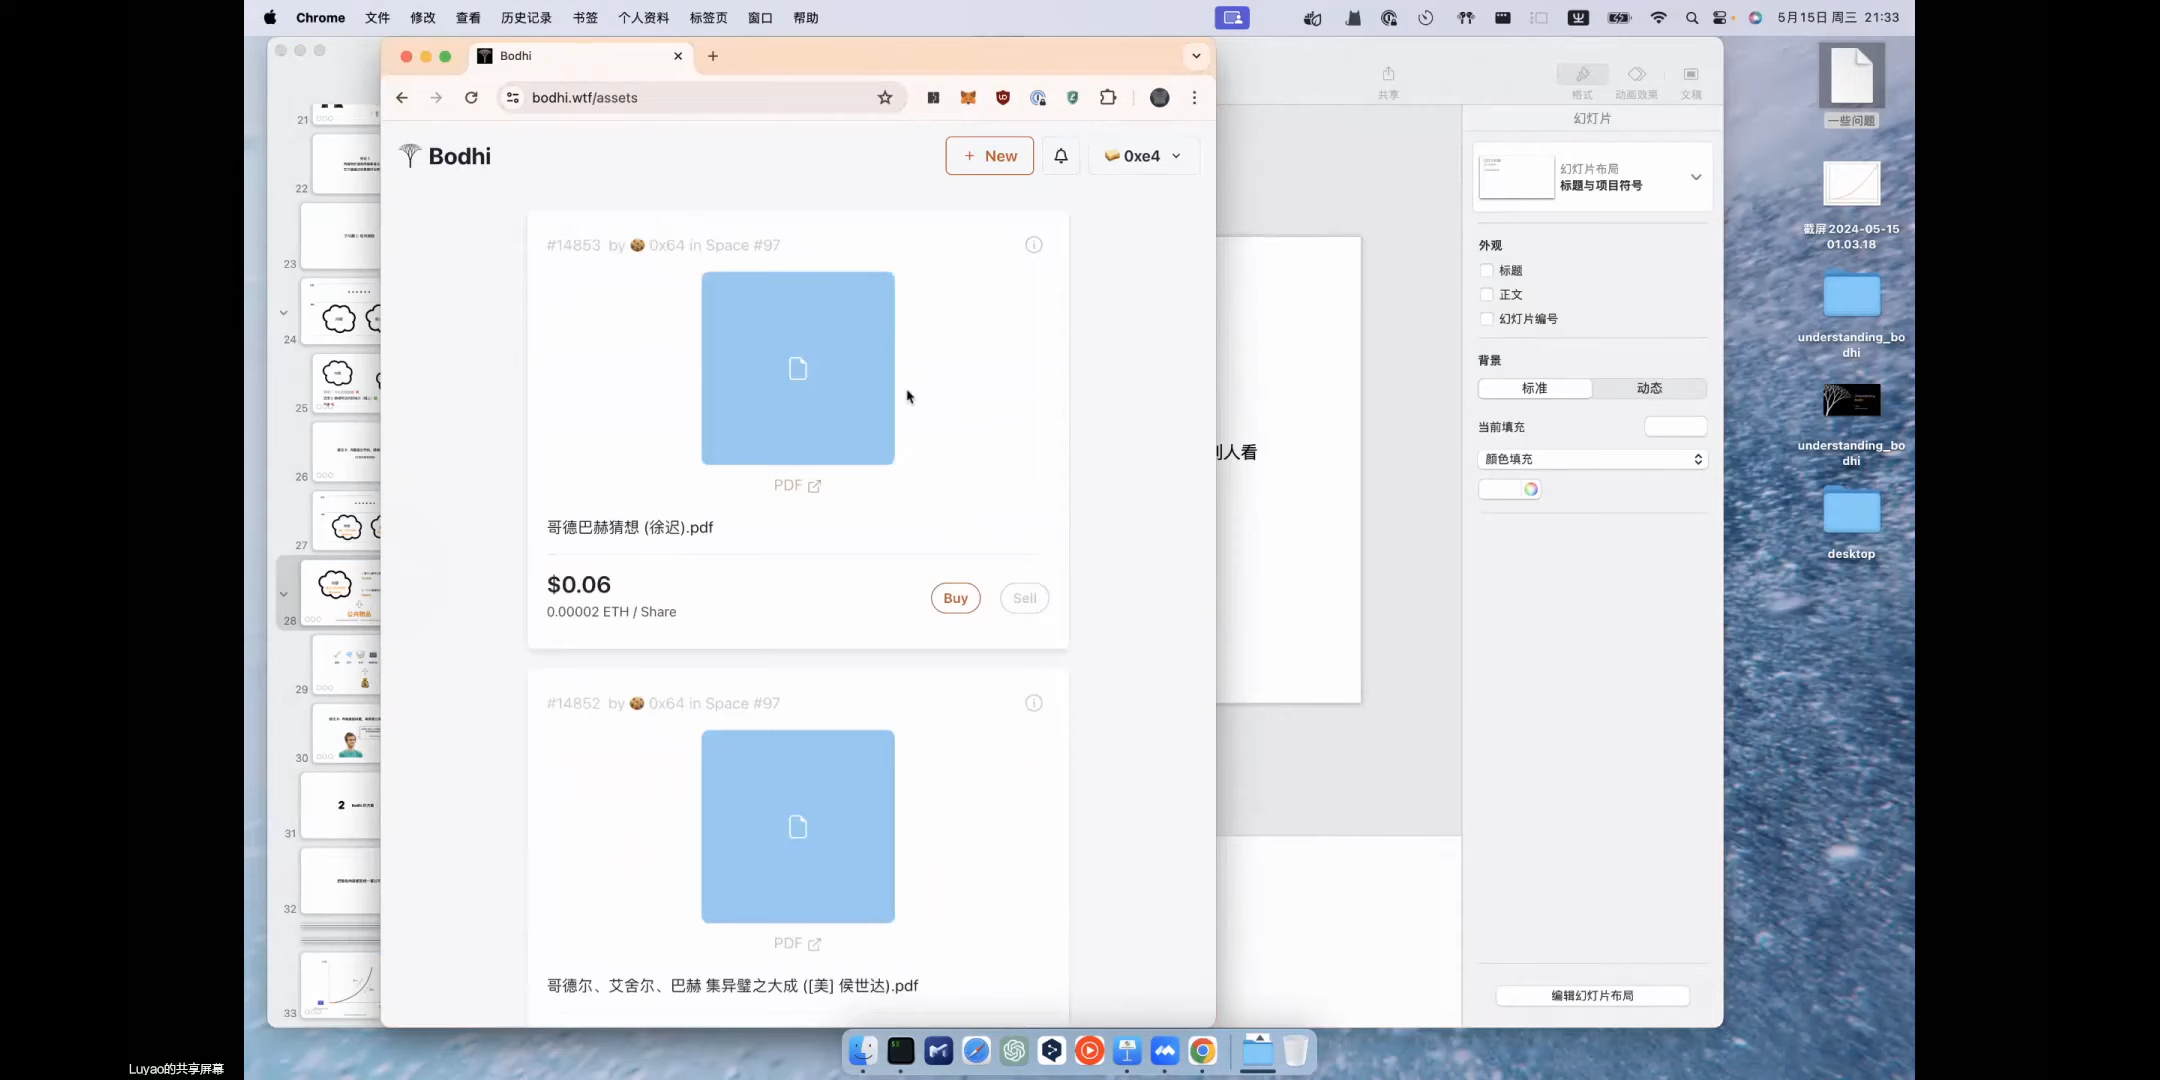 Chrome 文件 修改 查看 历史记录 书签 个人资料 标签页 窗口 帮助
5月15日 周三 21:33
Bodhi
bodhi.wtf/assets
Bodhi
+ New
0xe4
#14853 by 0x64 in Space #97
PDF
哥德巴赫猜想 (徐迟).pdf
$0.06
0.00002 ETH / Share
Buy
Sell
#14852 by 0x64 in Space #97
PDF
哥德尔、艾舍尔、巴赫 集异璧之大成 ([美] 侯世达).pdf
21
22
23
24
25
26
27
28
公共物品
29
30
31
2
32
33
别人看
共享
格式
动画效果
文稿
幻灯片
幻灯片布局
标题与项目符号
外观
标题
正文
幻灯片编号
背景
标准
动态
当前填充
颜色填充
编辑幻灯片布局
一些问题
截屏2024-05-15
01.03.18
understanding_bo
dhi
understanding_bo
dhi
desktop
Luyao的共享屏幕